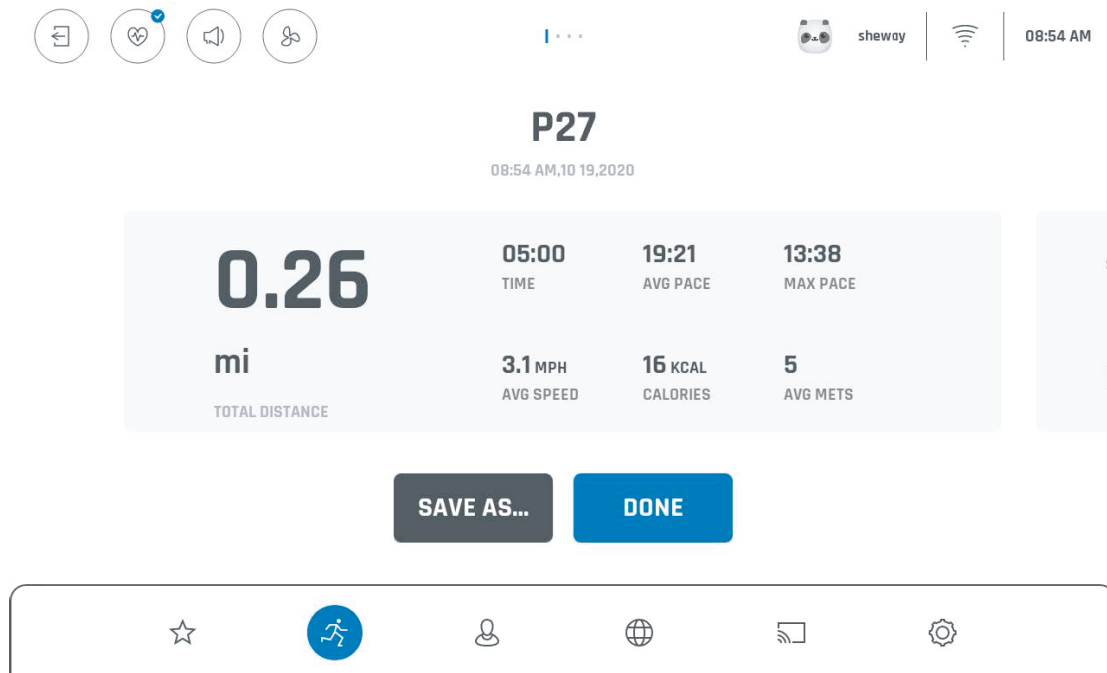 sheway
08:54 AM
P27
08:54 AM,10 19,2020
0.26
mi
TOTAL DISTANCE
05:00
TIME
19:21
AVG PACE
13:38
MAX PACE
3.1 MPH
AVG SPEED
16 KCAL
CALORIES
5
AVG METS
SAVE AS...
DONE